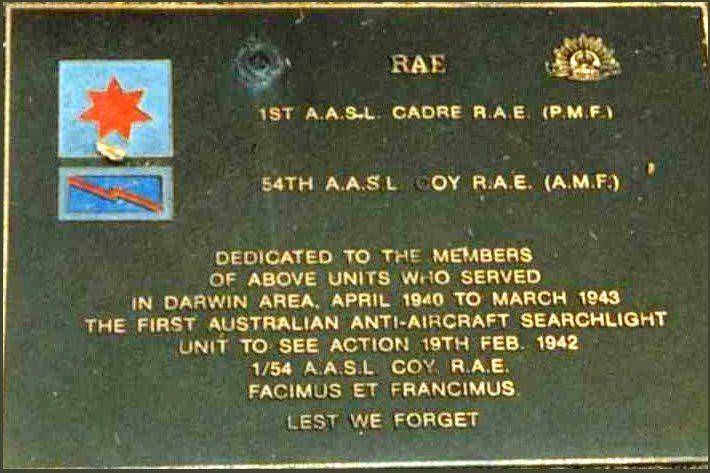 RAE
1ST A.A.S.L. CADRE R.A.E. (P.M.F.)
54TH A.A.S.L COY R.A.E. (A.M.F.)
DEDICATED TO THE MEMBERS
OF ABOVE UNITS WHO SERVED
IN DARWIN AREA, APRIL 1940 TO MARCH 1943
THE FIRST AUSTRALIAN ANTI-AIRCRAFT SEARCHLIGHT
UNIT TO SEE ACTION 19TH FEB. 1942
1/54 A.A.S.L COY. R.A.E.
FACIMUS ET FRANCIMUS
LEST WE FORGET